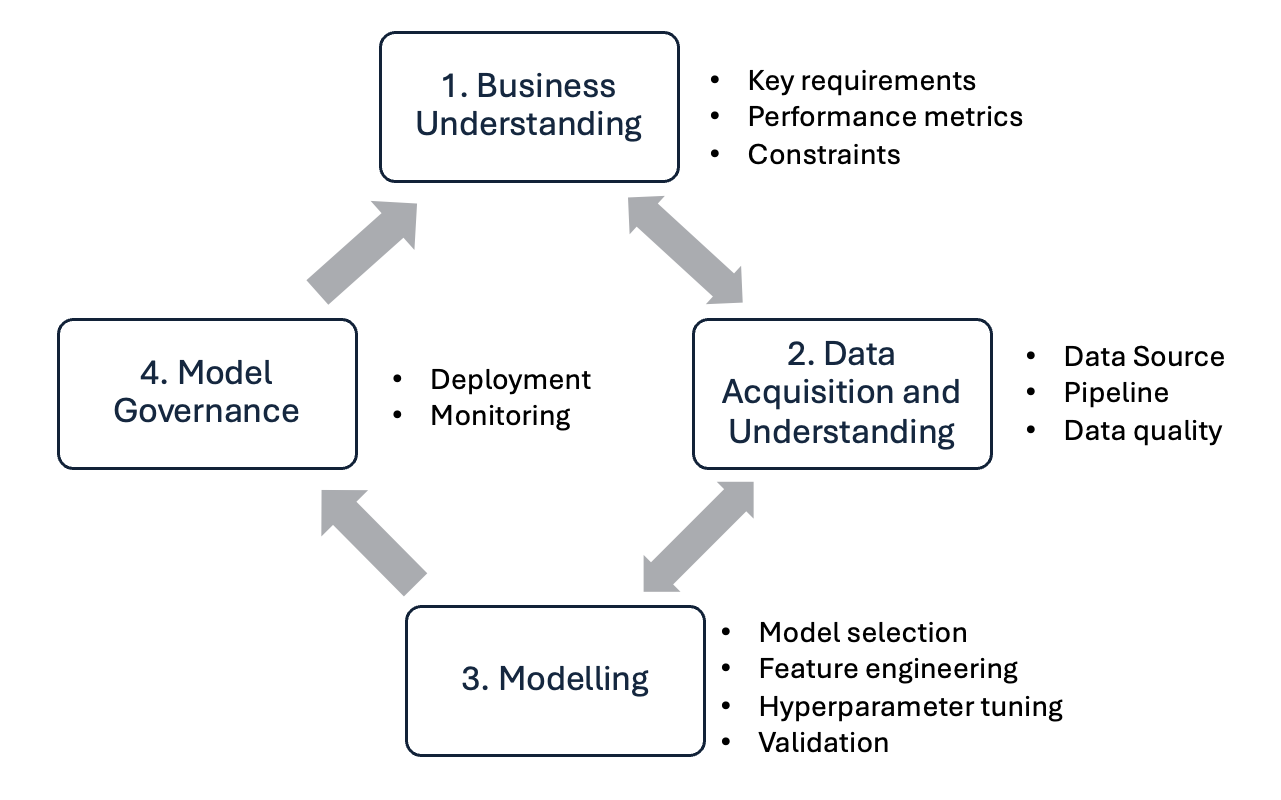 1. Business
Understanding
• Key requirements
• Performance metrics
• Constraints
4. Model
Governance
• Deployment
• Monitoring
2. Data
Acquisition and
Understanding
• Data Source
• Pipeline
• Data quality
3. Modelling
• Model selection
• Feature engineering
• Hyperparameter tuning
• Validation